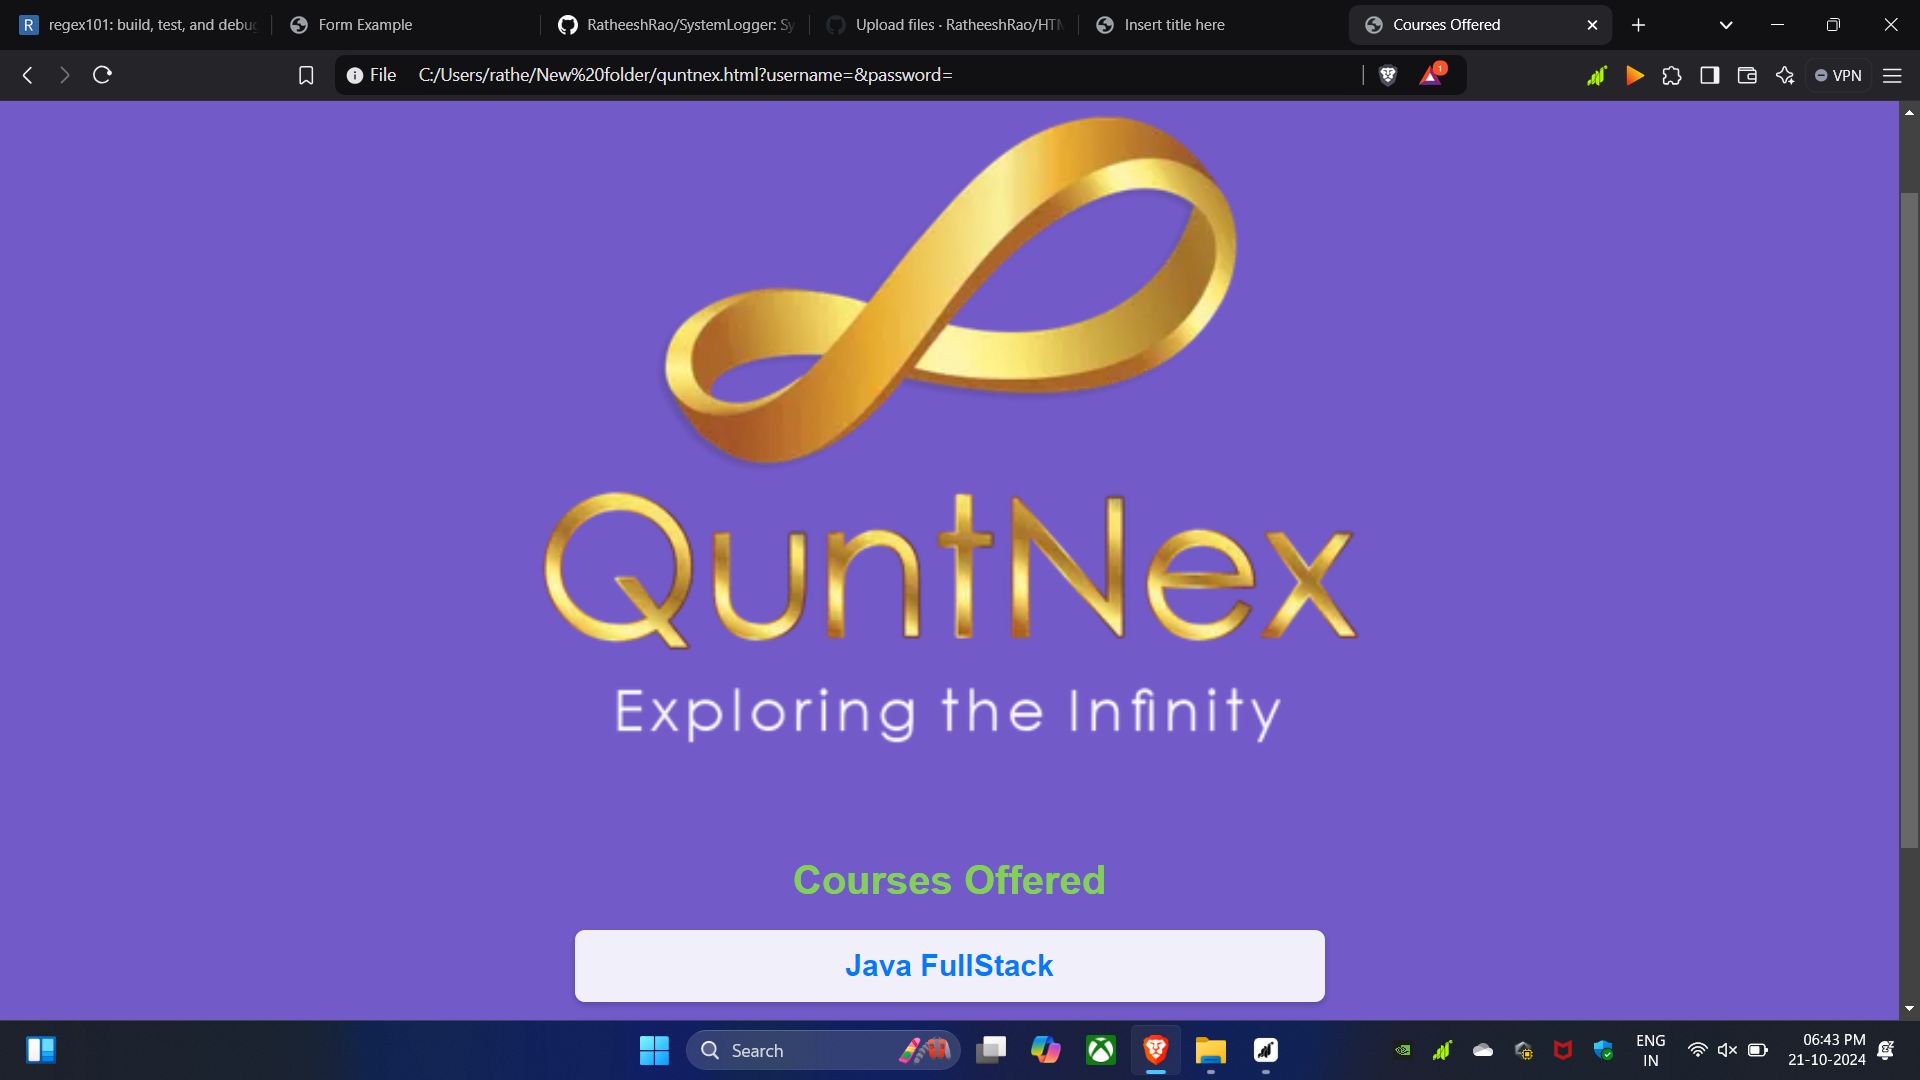 R regex101: build, test, and debug
Form Example
RatheeshRao/SystemLogger: Sy
Upload files · RatheeshRao/HTM
Insert title here
Courses Offered
File C:/Users/rathe/New%20folder/quntnex.html?username=&password=
1
VPN
QuntNex
Exploring the Infinity
Courses Offered
Java FullStack
Search
ENG
IN
06:43 PM
21-10-2024